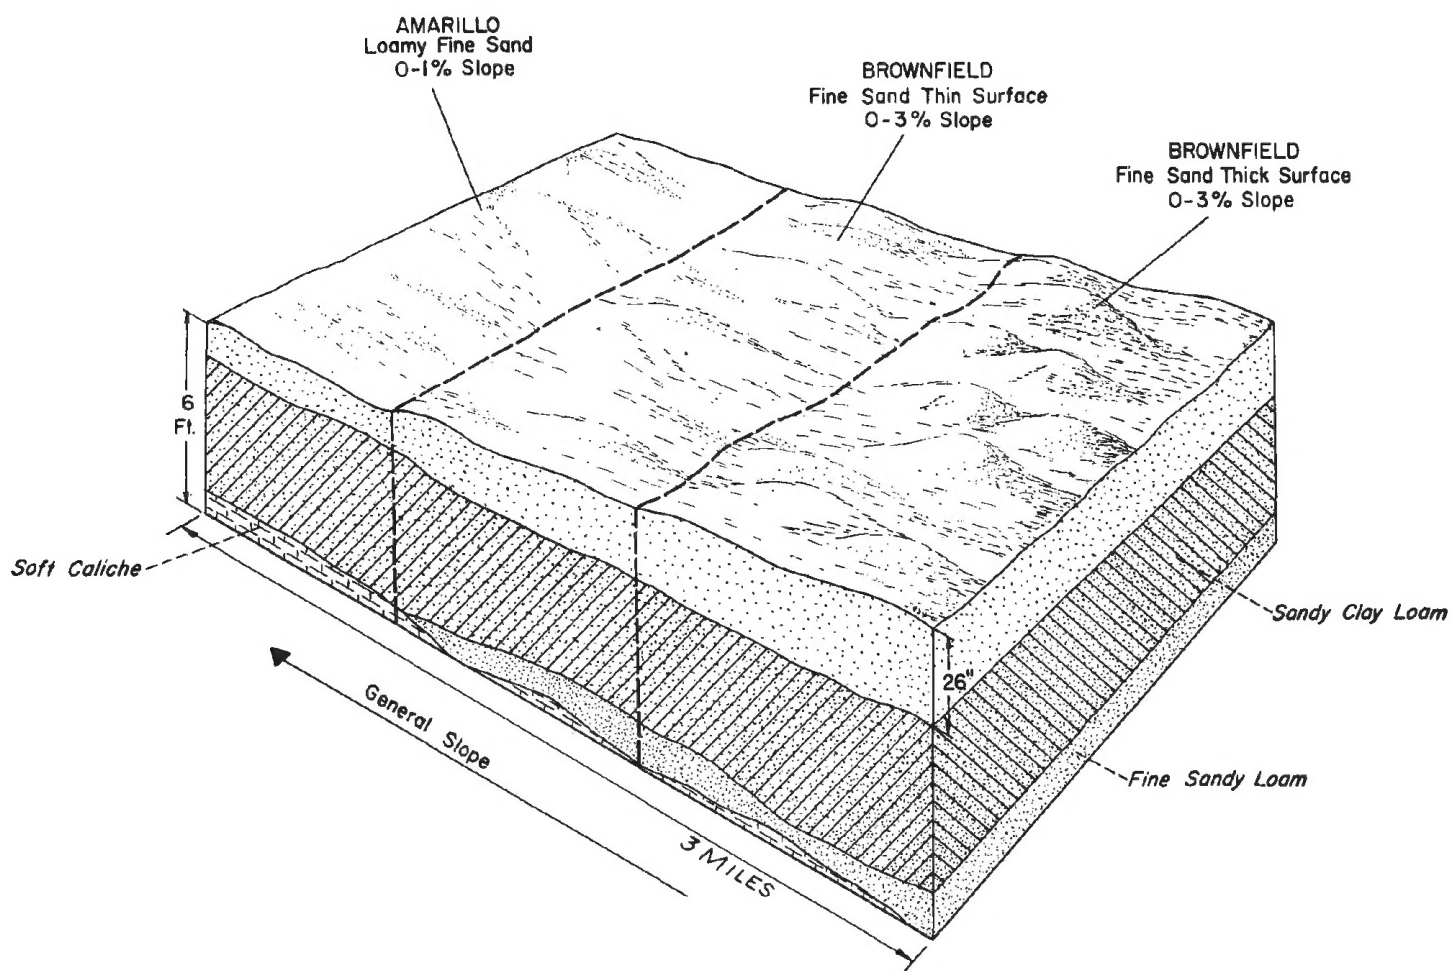 AMARILLO
Loamy Fine Sand
0-1% Slope
BROWNFIELD
Fine Sand Thin Surface
0-3% Slope
BROWNFIELD
Fine Sand Thick Surface
0-3% Slope
6
Ft.
Soft Caliche
Sandy Clay Loam
26"
General Slope
Fine Sandy Loam
3 MILES